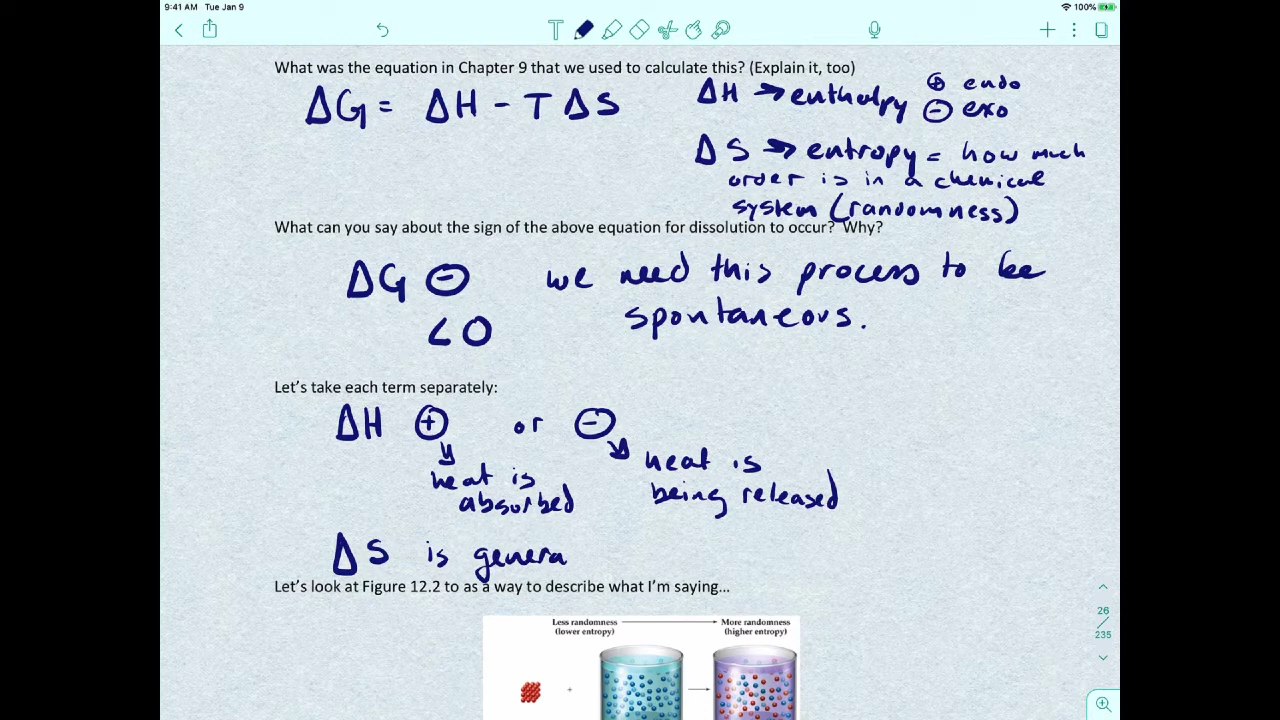 9:41 AM Tue Jan 9
100%
T
What was the equation in Chapter 9 that we used to calculate this? (Explain it, too)
ΔG = ΔH - TΔS
ΔH → enthalpy ⊕ endo
⊖ exo
ΔS → entropy = how much
order is in a chemical
system (randomness)
What can you say about the sign of the above equation for dissolution to occur? Why?
ΔG ⊖ we need this process to be
< 0 spontaneous.
Let's take each term separately:
ΔH ⊕ or ⊖
heat is
absorbed
heat is
being released
ΔS is genera
Let's look at Figure 12.2 to as a way to describe what I'm saying...
26
/
235
Less randomness
(lower entropy)
More randomness
(higher entropy)
+